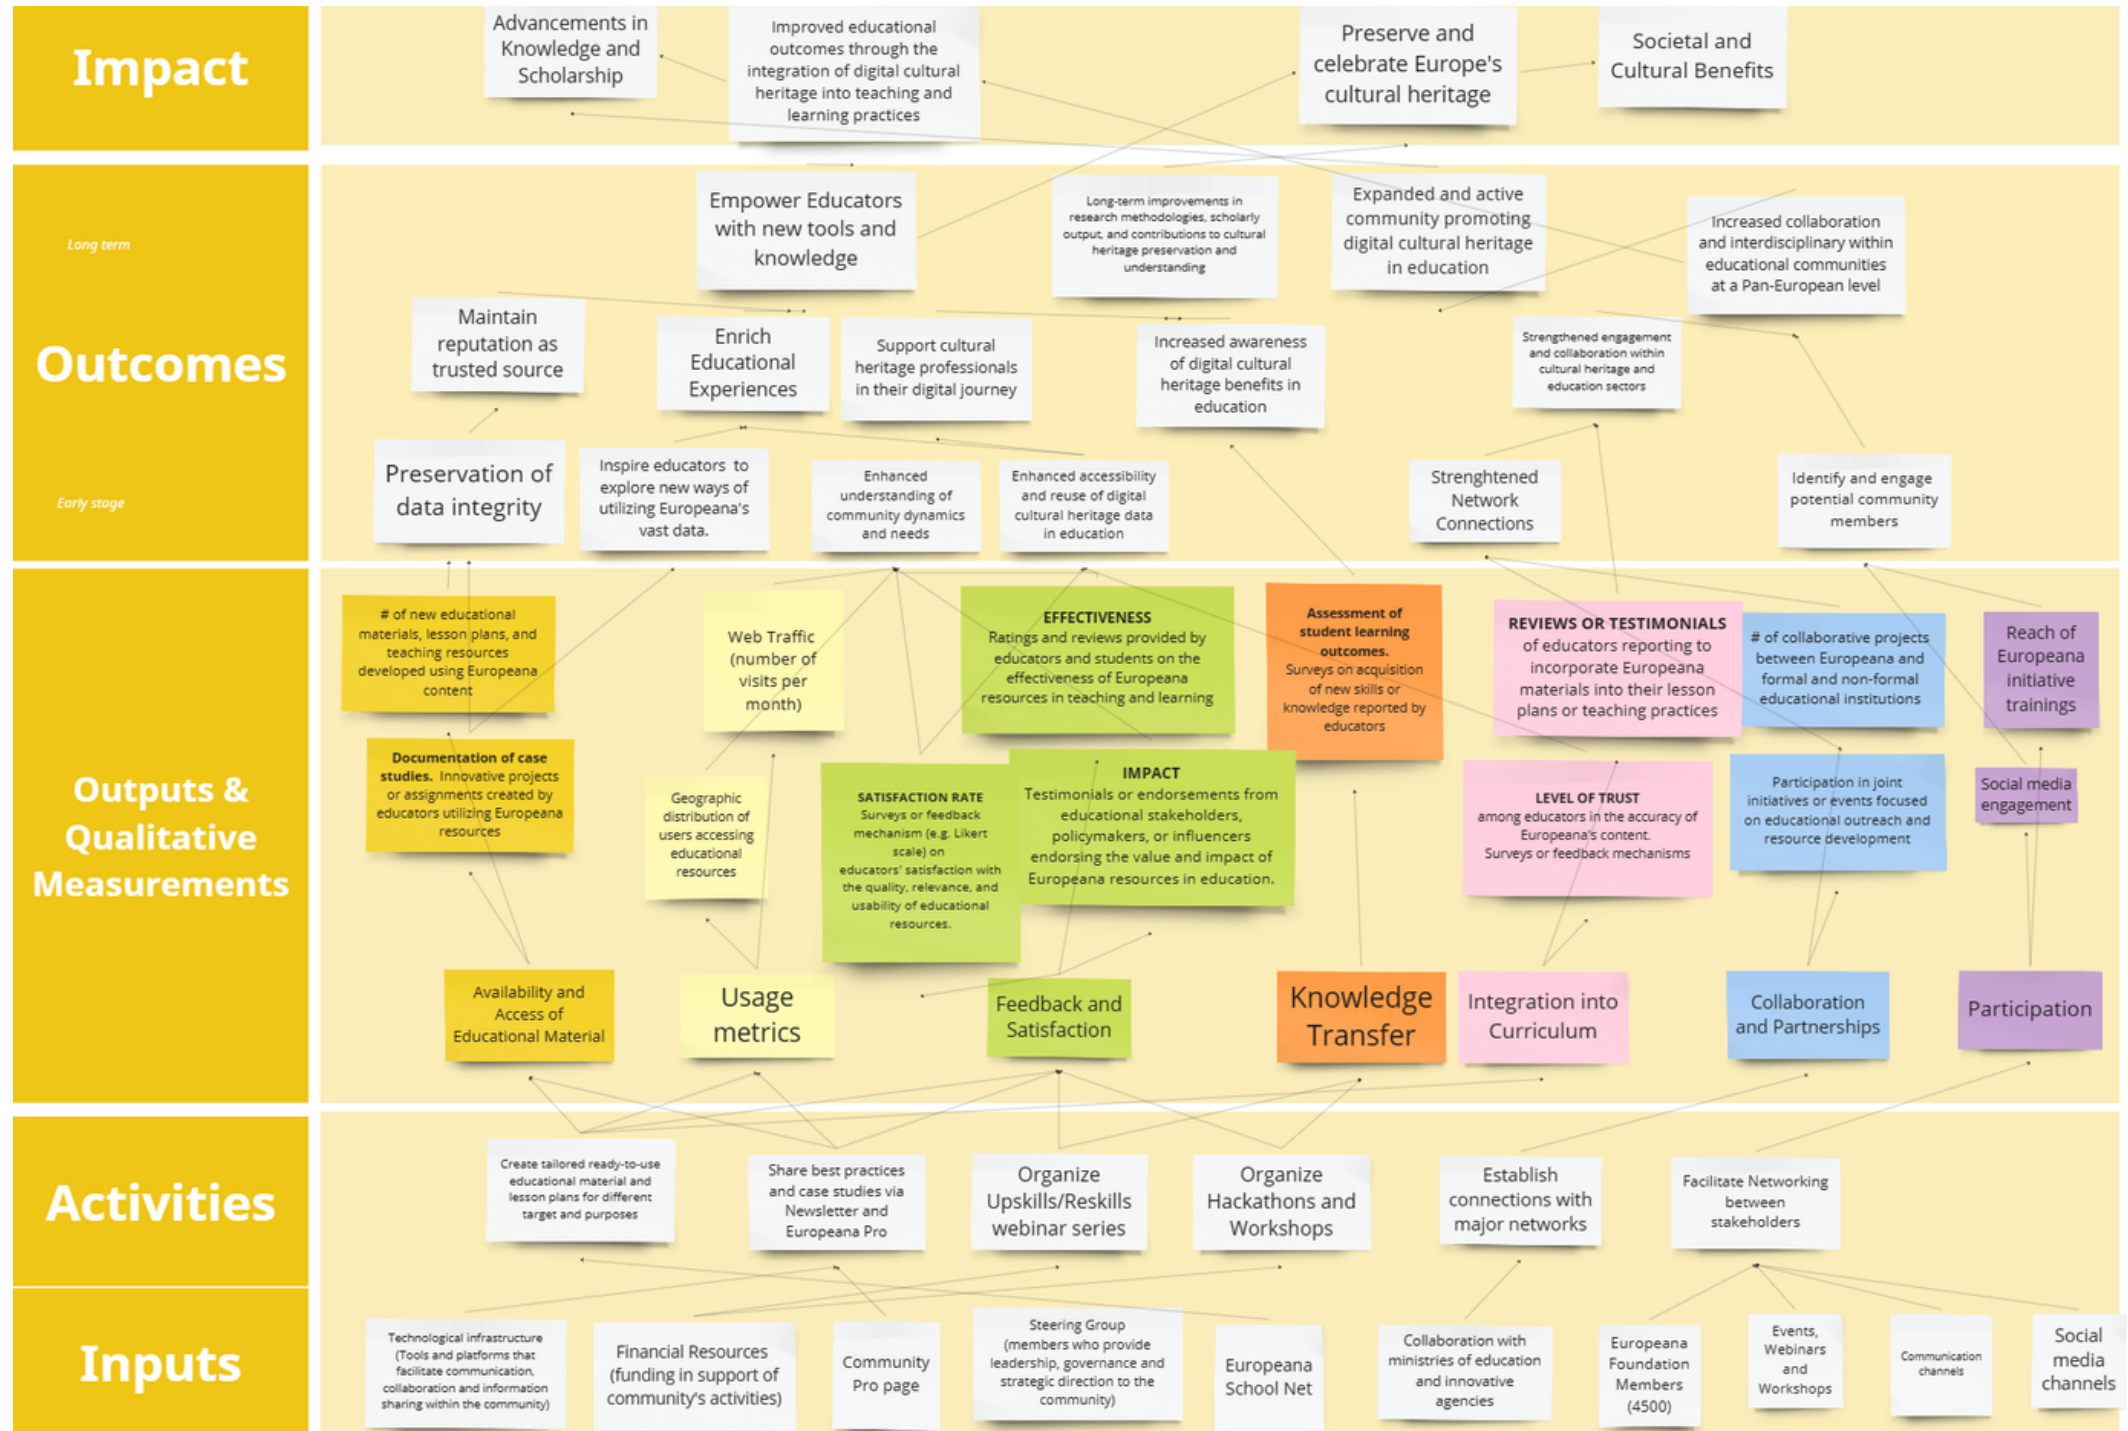 Impact
Advancements in
Knowledge and
Scholarship
Improved educational
outcomes through the
integration of digital cultural
heritage into teaching and
learning practices
Preserve and
celebrate Europe's
cultural heritage
Societal and
Cultural Benefits
Outcomes
Long term
Early stage
Empower Educators
with new tools and
knowledge
Long-term improvements in
research methodologies, scholarly
output, and contributions to cultural
heritage preservation and
understanding
Expanded and active
community promoting
digital cultural heritage
in education
Increased collaboration
and interdisciplinary within
educational communities
at a Pan-European level
Maintain
reputation as
trusted source
Enrich
Educational
Experiences
Support cultural
heritage professionals
in their digital journey
Increased awareness
of digital cultural
heritage benefits in
education
Strengthened engagement
and collaboration within
cultural heritage and
education sectors
Preservation of
data integrity
Inspire educators to
explore new ways of
utilizing Europeana's
vast data.
Enhanced
understanding of
community dynamics
and needs
Enhanced accessibility
and reuse of digital
cultural heritage data
in education
Strenghtened
Network
Connections
Identify and engage
potential community
members
Outputs &
Qualitative
Measurements
# of new educational
materials, lesson plans, and
teaching resources
developed using Europeana
content
Web Traffic
(number of
visits per
month)
EFFECTIVENESS
Ratings and reviews provided by
educators and students on the
effectiveness of Europeana
resources in teaching and learning
Assessment of
student learning
outcomes.
Surveys on acquisition
of new skills or
knowledge reported by
educators
REVIEWS OR TESTIMONIALS
of educators reporting to
incorporate Europeana
materials into their lesson
plans or teaching practices
# of collaborative projects
between Europeana and
formal and non-formal
educational institutions
Reach of
Europeana
initiative
trainings
Documentation of case
studies. Innovative projects
or assignments created by
educators utilizing Europeana
resources
Geographic
distribution of
users accessing
educational
resources
SATISFACTION RATE
Surveys or feedback
mechanism (e.g. Likert
scale) on
educators' satisfaction with
the quality, relevance, and
usability of educational
resources.
IMPACT
Testimonials or endorsements from
educational stakeholders,
policymakers, or influencers
endorsing the value and impact of
Europeana resources in education.
LEVEL OF TRUST
among educators in the accuracy of
Europeana's content.
Surveys or feedback mechanisms
Participation in joint
initiatives or events focused
on educational outreach and
resource development
Social media
engagement
Availability and
Access of
Educational Material
Usage
metrics
Feedback and
Satisfaction
Knowledge
Transfer
Integration into
Curriculum
Collaboration
and Partnerships
Participation
Activities
Create tailored ready-to-use
educational material and
lesson plans for different
target and purposes
Share best practices
and case studies via
Newsletter and
Europeana Pro
Organize
Upskills/Reskills
webinar series
Organize
Hackathons and
Workshops
Establish
connections with
major networks
Facilitate Networking
between
stakeholders
Inputs
Technological infrastructure
(Tools and platforms that
facilitate communication,
collaboration and information
sharing within the community)
Financial Resources
(funding in support of
community's activities)
Community
Pro page
Steering Group
(members who provide
leadership, governance and
strategic direction to the
community)
Europeana
School Net
Collaboration with
ministries of education
and innovative
agencies
Europeana
Foundation
Members
(4500)
Events,
Webinars
and
Workshops
Communication
channels
Social
media
channels